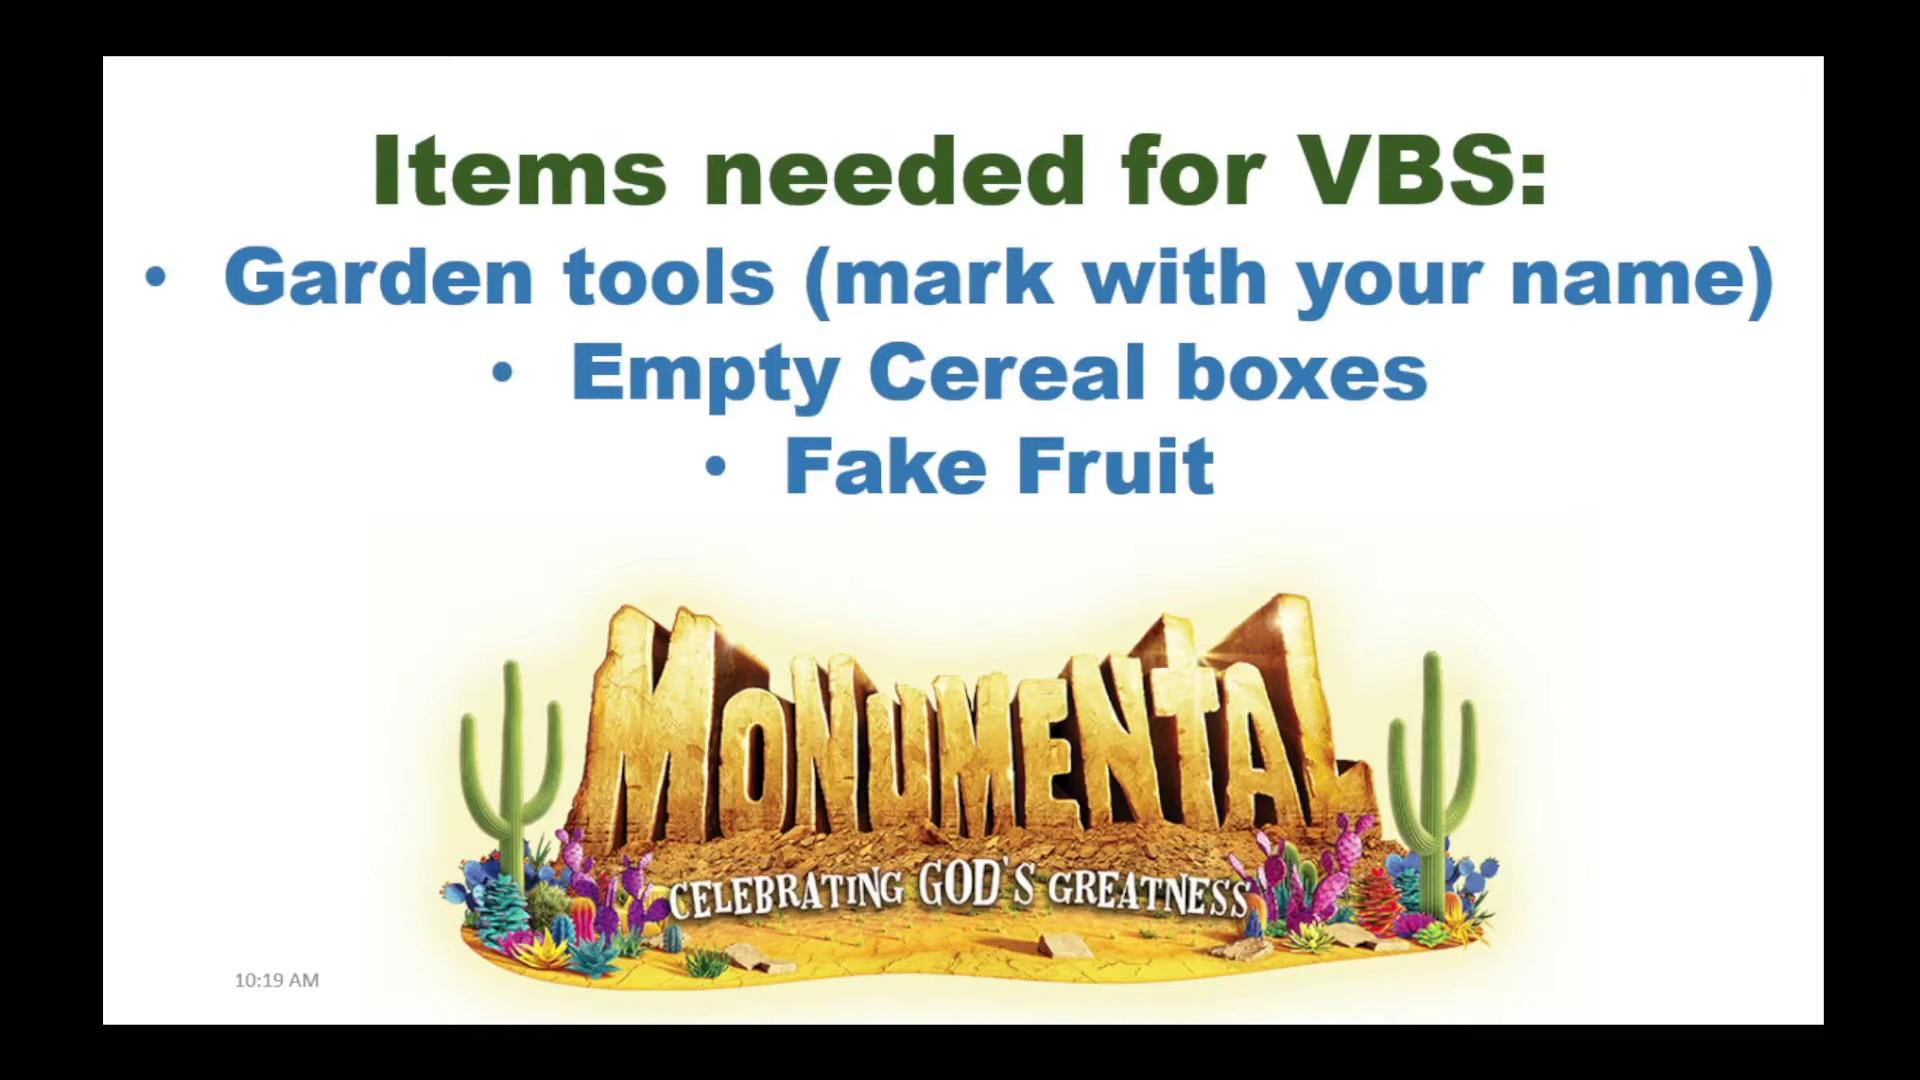 Items needed for VBS:
• Garden tools (mark with your name)
• Empty Cereal boxes
• Fake Fruit
MONUMENTAL
CELEBRATING GOD'S GREATNESS
10:19 AM